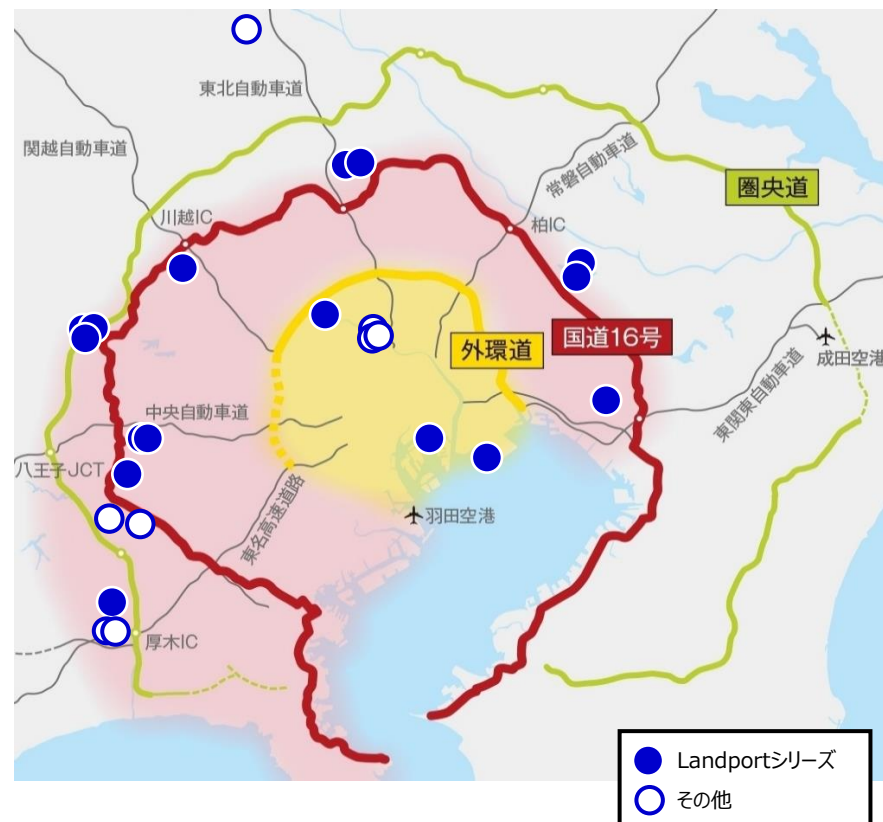 東北自動車道
関越自動車道
常磐自動車道
圏央道
川越IC
柏IC
国道16号
外環道
成田空港
東関東自動車道
中央自動車道
八王子JCT
東名高速道路
羽田空港
厚木IC
Landportシリーズ
その他